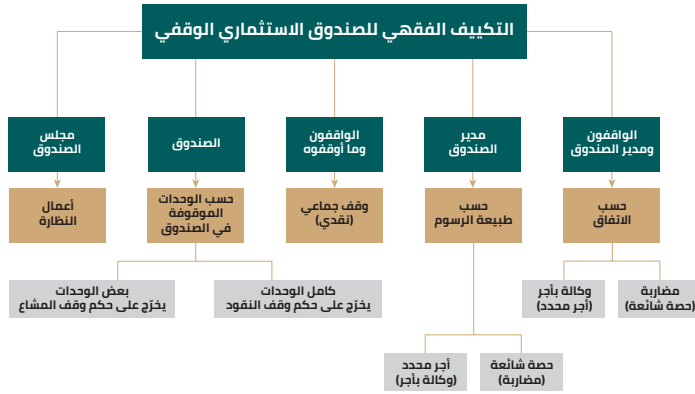 التكييف الفقهي للصندوق الاستثماري الوقفي
الواقفون
ومدير الصندوق
مدير
الصندوق
الواقفون
وما أوقفوه
الصندوق
مجلس
الصندوق
حسب
الاتفاق
حسب
طبيعة الرسوم
وقف جماعي
(نقدي)
حسب الوحدات
الموقوفة
في الصندوق
أعمال
النظارة
مضاربة
(حصة شائعة)
وكالة بأجر
(أجر محدد)
كامل الوحدات
يخرّج على حكم وقف النقود
بعض الوحدات
يخرّج على حكم وقف المشاع
حصة شائعة
(مضاربة)
أجر محدد
(وكالة بأجر)